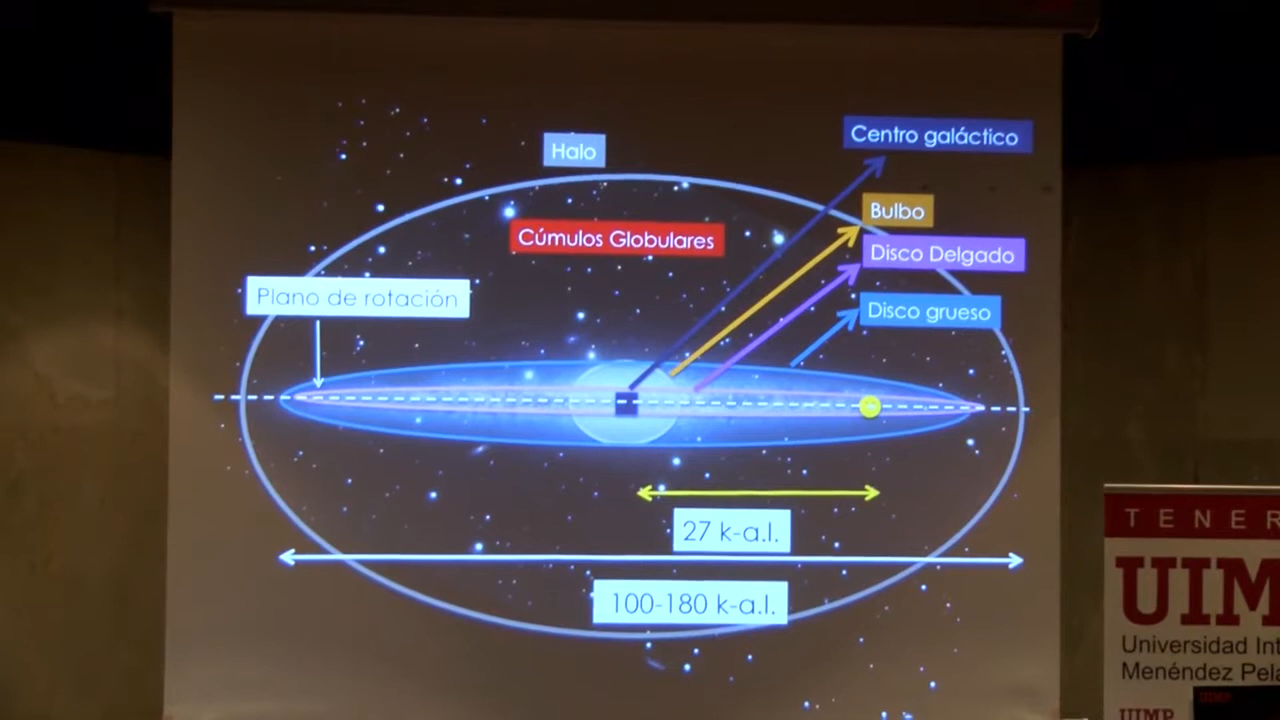 Halo
Centro galáctico
Bulbo
Cúmulos Globulares
Disco Delgado
Plano de rotación
Disco grueso
27 k-a.l.
100-180 k-a.l.
TENER
UIM
Universidad Int
Menéndez Pela
UIMP